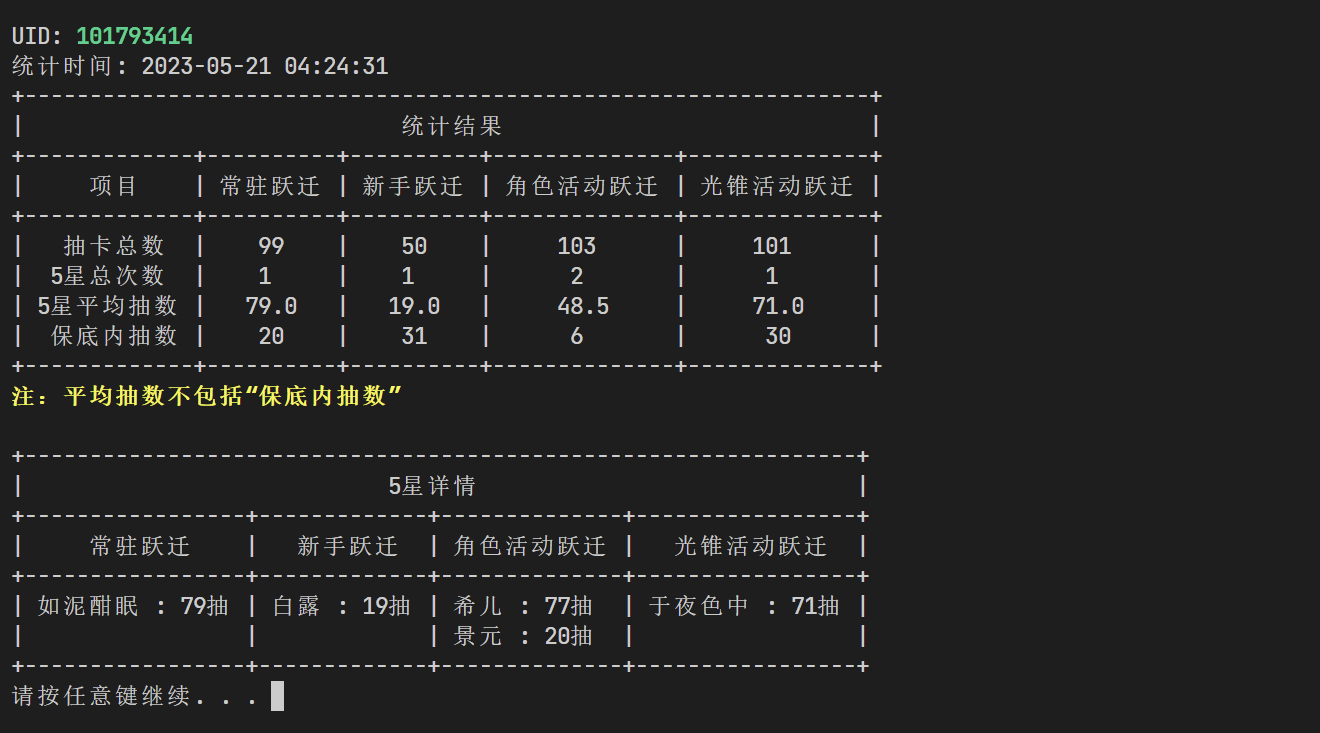 UID: 101793414
统计时间: 2023-05-21 04:24:31
+-----------------------------------------------------------------+
|                             统计结果                            |
+-------------+----------+----------+--------------+--------------+
|     项目    | 常驻跃迁 | 新手跃迁 | 角色活动跃迁 | 光锥活动跃迁 |
+-------------+----------+----------+--------------+--------------+
|   抽卡总数  |    99    |    50    |     103      |     101      |
|  5星总次数  |    1     |    1     |      2       |      1       |
| 5星平均抽数 |   79.0   |   19.0   |     48.5     |     71.0     |
|  保底内抽数 |    20    |    31    |      6       |      30      |
+-------------+----------+----------+--------------+--------------+
注: 平均抽数不包括“保底内抽数”
+----------------------------------------------------------------+
|                            5星详情                             |
+-----------------+-------------+--------------+-----------------+
|     常驻跃迁    |   新手跃迁  | 角色活动跃迁 |   光锥活动跃迁  |
+-----------------+-------------+--------------+-----------------+
| 如泥酣眠 : 79抽 | 白露 : 19抽 | 希儿 : 77抽  | 于夜色中 : 71抽 |
|                 |             | 景元 : 20抽  |                 |
+-----------------+-------------+--------------+-----------------+
请按任意键继续. . .